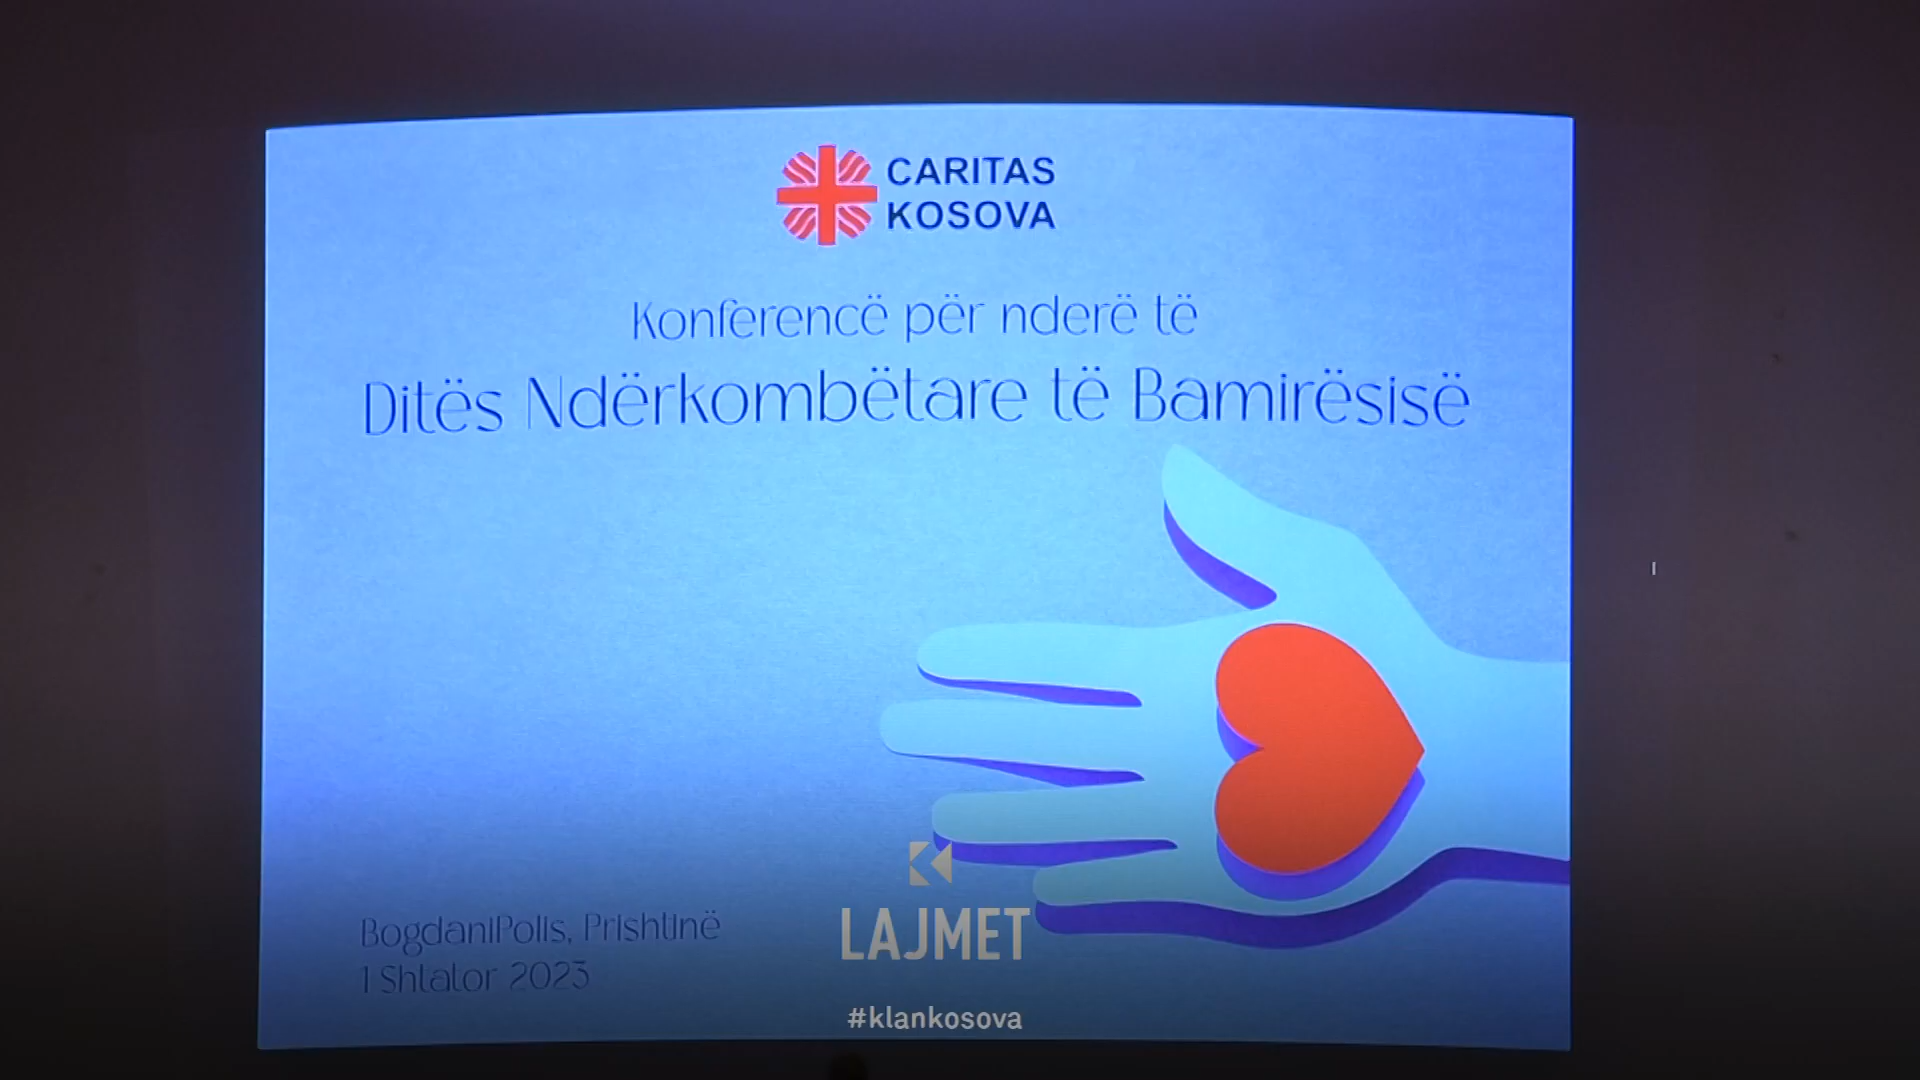 CARITAS
KOSOVA
Konferencë për nderë të
Ditës Ndërkombëtare të Bamirësisë
BogdaniPolis, Prishtinë
1 Shtator 2023
LAJMET
#klankosova